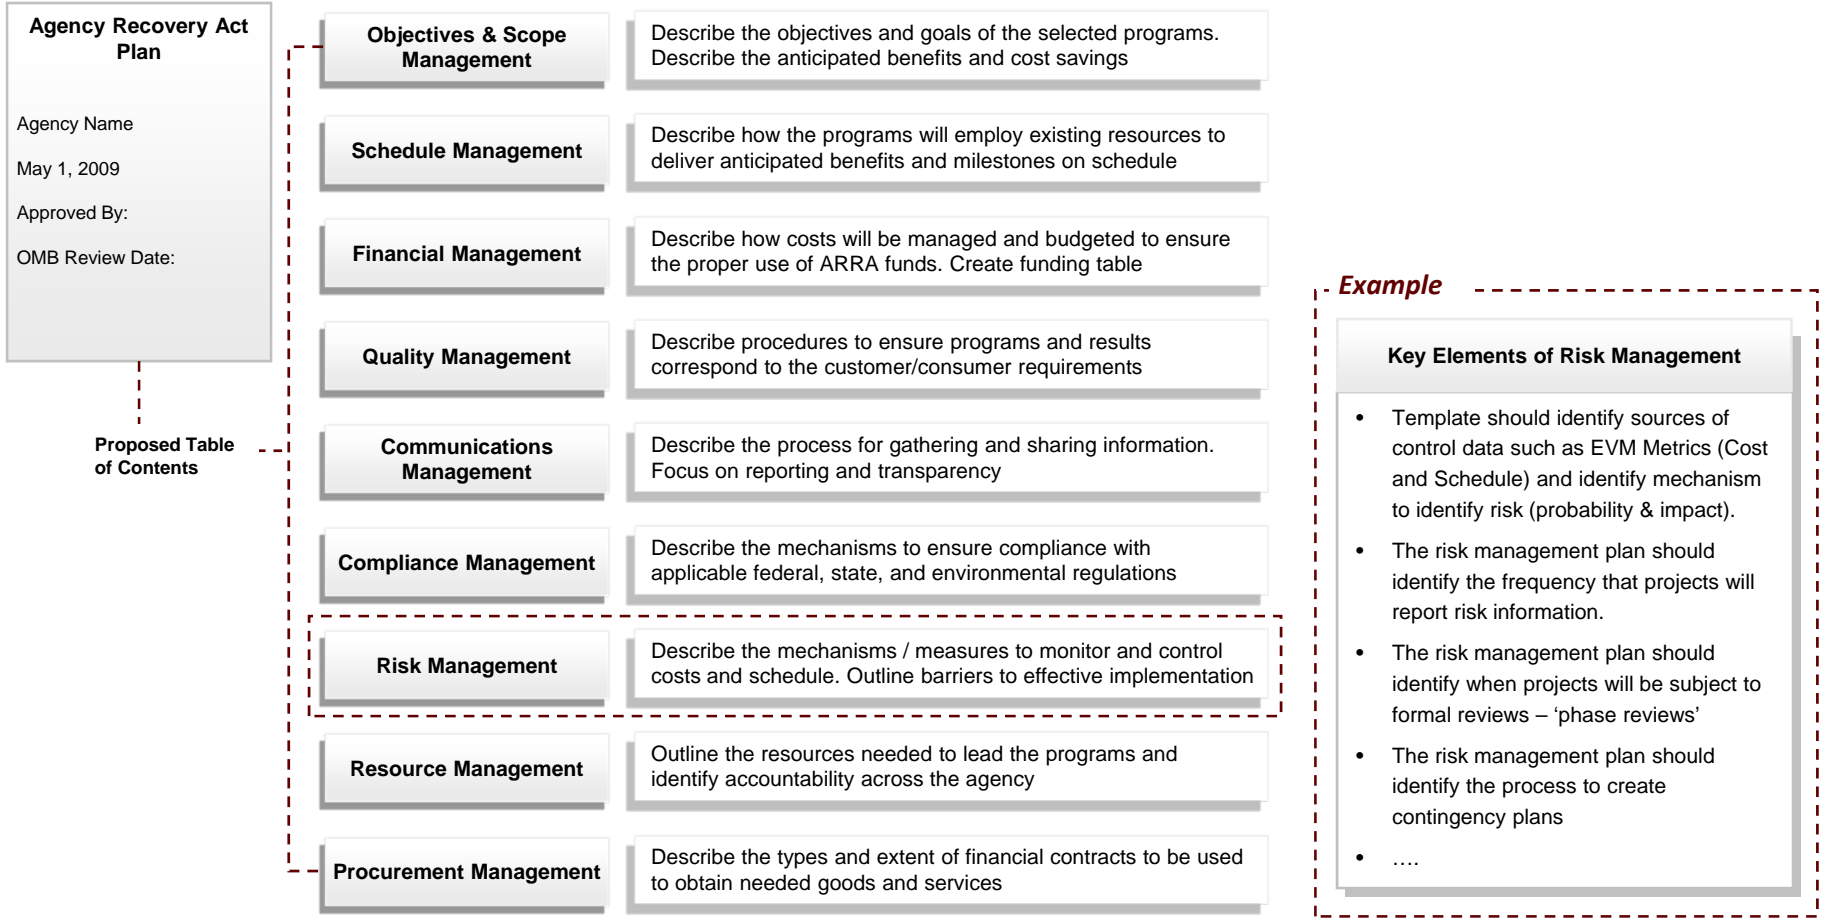 Agency Recovery Act
Plan
Agency Name
May 1, 2009
Approved By:
OMB Review Date:
Proposed Table
of Contents
Objectives & Scope
Management
Describe the objectives and goals of the selected programs.
Describe the anticipated benefits and cost savings
Schedule Management
Describe how the programs will employ existing resources to
deliver anticipated benefits and milestones on schedule
Financial Management
Describe how costs will be managed and budgeted to ensure
the proper use of ARRA funds. Create funding table
Quality Management
Describe procedures to ensure programs and results
correspond to the customer/consumer requirements
Communications
Management
Describe the process for gathering and sharing information.
Focus on reporting and transparency
Compliance Management
Describe the mechanisms to ensure compliance with
applicable federal, state, and environmental regulations
Risk Management
Describe the mechanisms / measures to monitor and control
costs and schedule. Outline barriers to effective implementation
Resource Management
Outline the resources needed to lead the programs and
identify accountability across the agency
Procurement Management
Describe the types and extent of financial contracts to be used
to obtain needed goods and services
Example
Key Elements of Risk Management
• Template should identify sources of
control data such as EVM Metrics (Cost
and Schedule) and identify mechanism
to identify risk (probability & impact).
• The risk management plan should
identify the frequency that projects will
report risk information.
• The risk management plan should
identify when projects will be subject to
formal reviews – ‘phase reviews’
• The risk management plan should
identify the process to create
contingency plans
• ….